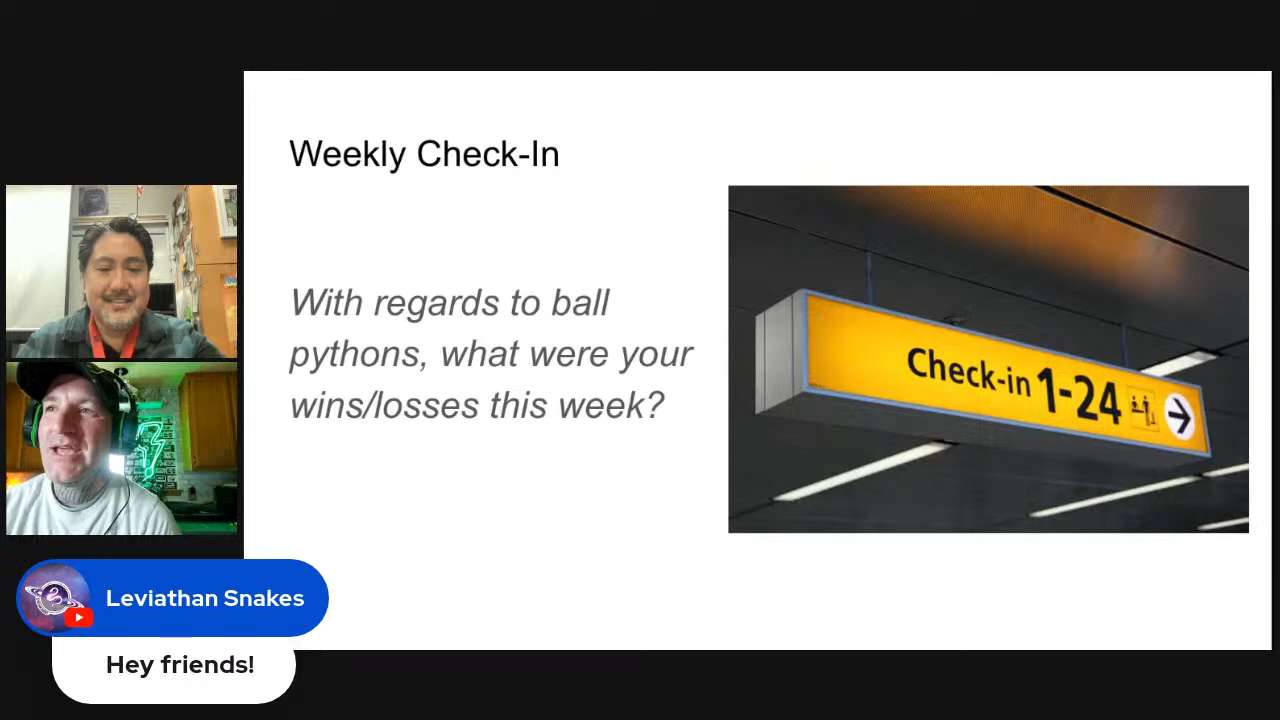 Weekly Check-In
With regards to ball
pythons, what were your
wins/losses this week?
Check-in 1-24
Leviathan Snakes
Hey friends!